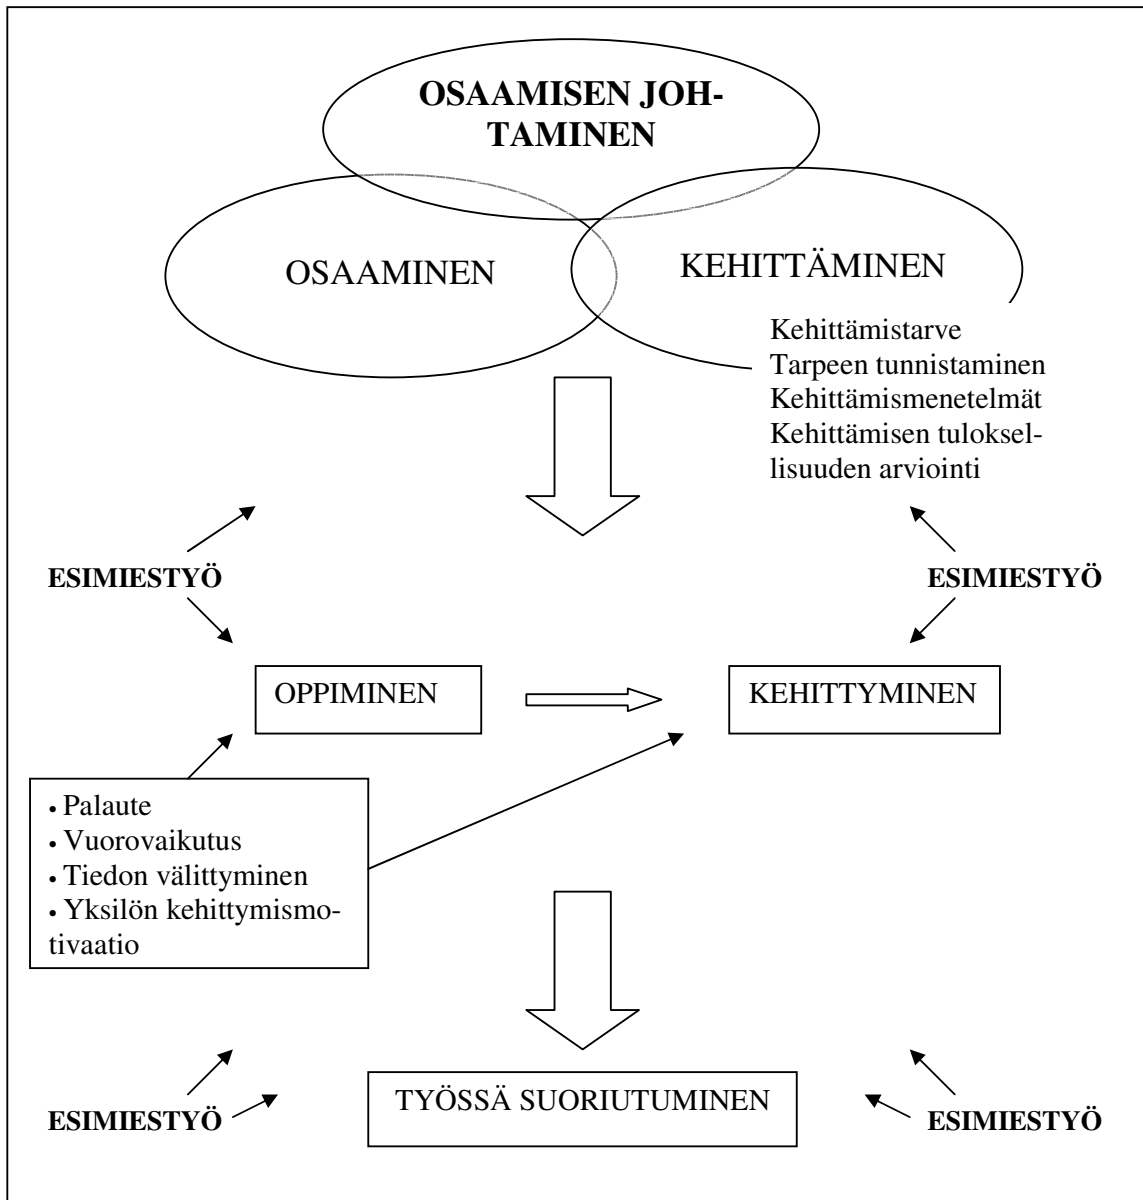 OSAAMISEN JOH-
TAMINEN
OSAAMINEN
KEHITTÄMINEN
Kehittämistarve
Tarpeen tunnistaminen
Kehittämismenetelmät
Kehittämisen tuloksel-
lisuuden arviointi
ESIMIESTYÖ
ESIMIESTYÖ
OPPIMINEN
KEHITTYMINEN
• Palaute
• Vuorovaikutus
• Tiedon välittyminen
• Yksilön kehittymismo-
tivaatio
TYÖSSÄ SUORIUTUMINEN
ESIMIESTYÖ
ESIMIESTYÖ